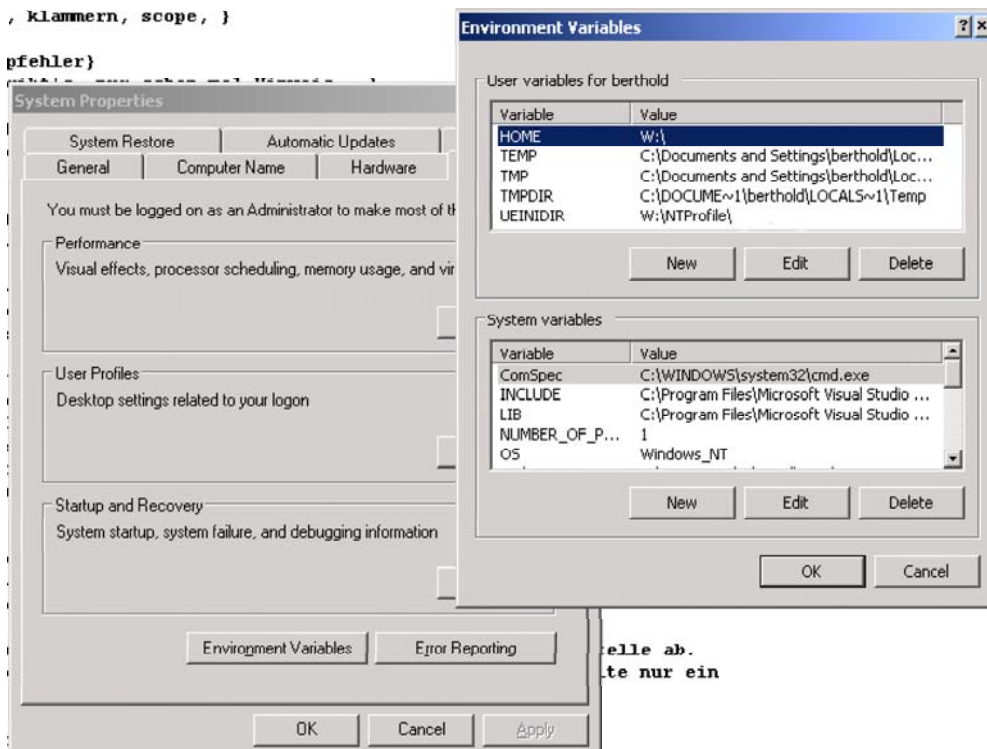 , klammern, scope, }
pfehler}
System Properties
System Restore
Automatic Updates
General
Computer Name
Hardware
You must be logged on as an Administrator to make most of th
Performance
Visual effects, processor scheduling, memory usage, and vir
User Profiles
Desktop settings related to your logon
Startup and Recovery
System startup, system failure, and debugging information
Environment Variables
Error Reporting
OK
Cancel
Apply
Environment Variables
User variables for berthold
Variable Value
HOME W:\
TEMP C:\Documents and Settings\berthold\Loc...
TMP C:\Documents and Settings\berthold\Loc...
TMPDIR C:\DOCUME~1\berthold\LOCALS~1\Temp
UEINIDIR W:\NTProfile\
New
Edit
Delete
System variables
Variable Value
ComSpec C:\WINDOWS\system32\cmd.exe
INCLUDE C:\Program Files\Microsoft Visual Studio ...
LIB C:\Program Files\Microsoft Visual Studio ...
NUMBER_OF_P... 1
OS Windows_NT
New
Edit
Delete
OK
Cancel
elle ab.
te nur ein